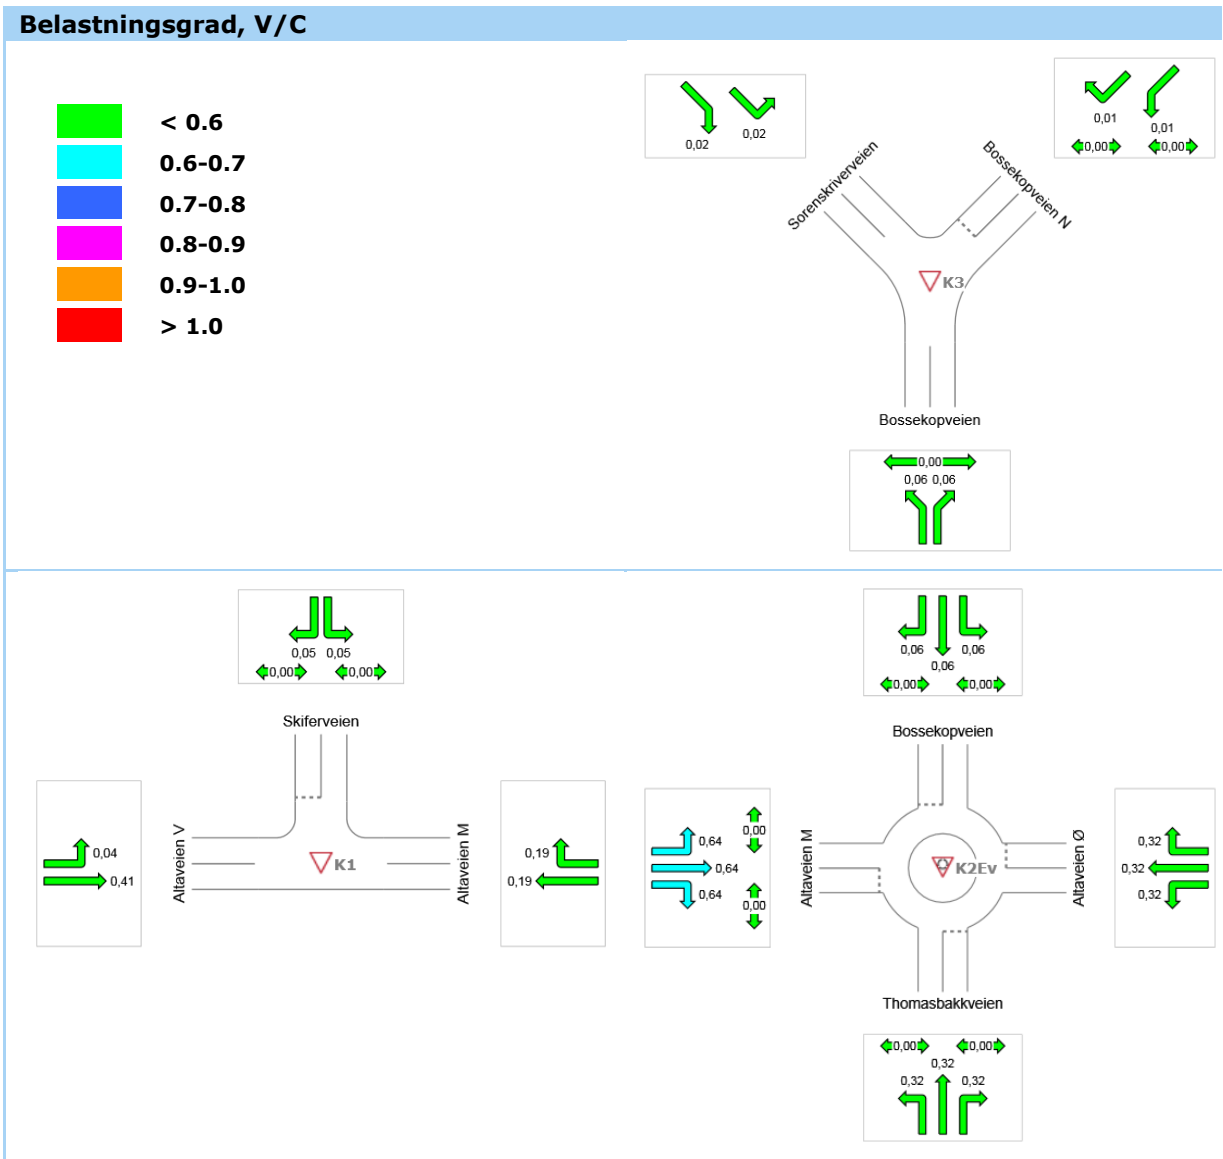 Belastningsgrad, V/C
< 0.6
0.6-0.7
0.7-0.8
0.8-0.9
0.9-1.0
> 1.0
0,02
0,02
0,01
0,01
0,00
0,00
Sorenskriverveien
Bossekopveien N
K3
Bossekopveien
0,00
0,06 0,06
0,05 0,05
0,00
0,00
Skiferveien
0,04
0,41
Altaveien V
K1
Altaveien M
0,19
0,19
0,06
0,06
0,06
0,00
0,00
Bossekopveien
0,64
0,64
0,64
0,00
0,00
Altaveien M
K2Ev
Altaveien Ø
0,32
0,32
0,32
Thomasbakkveien
0,00
0,00
0,32
0,32
0,32